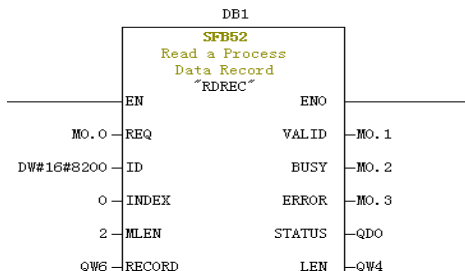 DB1
SFB52
Read a Process
Data Record
"RDREC"
EN ENO
M0.0 REQ VALID M0.1
DW#16#8200 ID BUSY M0.2
0 INDEX ERROR M0.3
2 MLEN STATUS QD0
QW6 RECORD LEN QW4